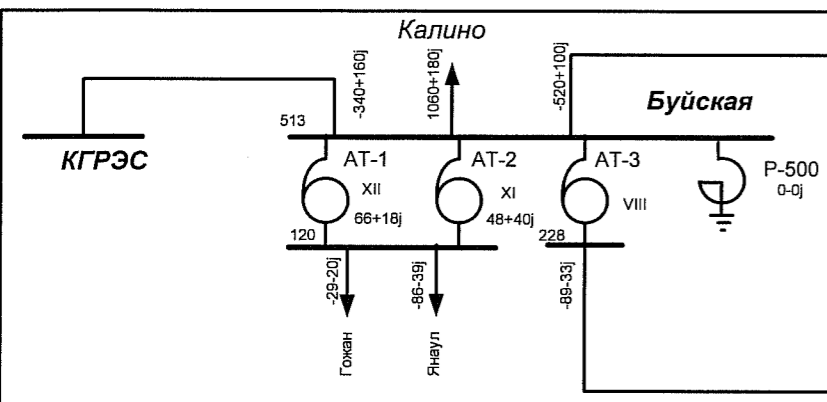 Калино
-340+160j
1060+180j
-520+100j
Буйская
513
КГРЭС
АТ-1
АТ-2
АТ-3
Р-500
0-0j
XII
XI
VIII
66+18j
48+40j
120
228
-29-20j
-86-39j
-89-33j
Гожан
Янаул